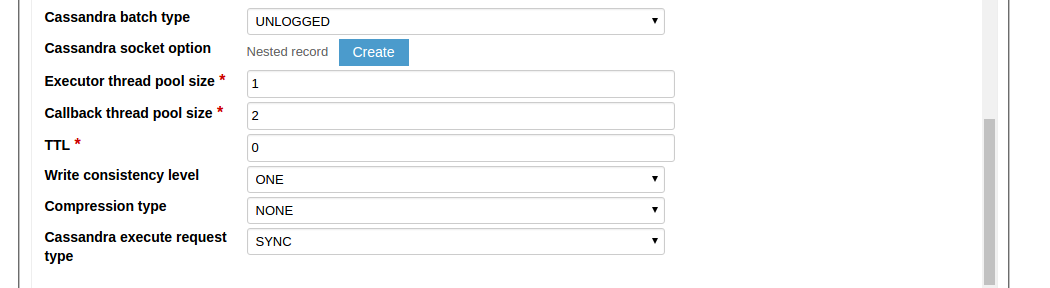 Cassandra batch type UNLOGGED
Cassandra socket option Nested record Create
Executor thread pool size * 1
Callback thread pool size * 2
TTL * 0
Write consistency level ONE
Compression type NONE
Cassandra execute request SYNC
type